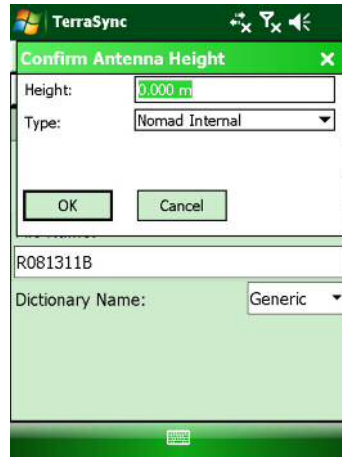 TerraSync
Confirm Antenna Height
Height: 0.000 m
Type: Nomad Internal
OK Cancel
R081311B
Dictionary Name: Generic